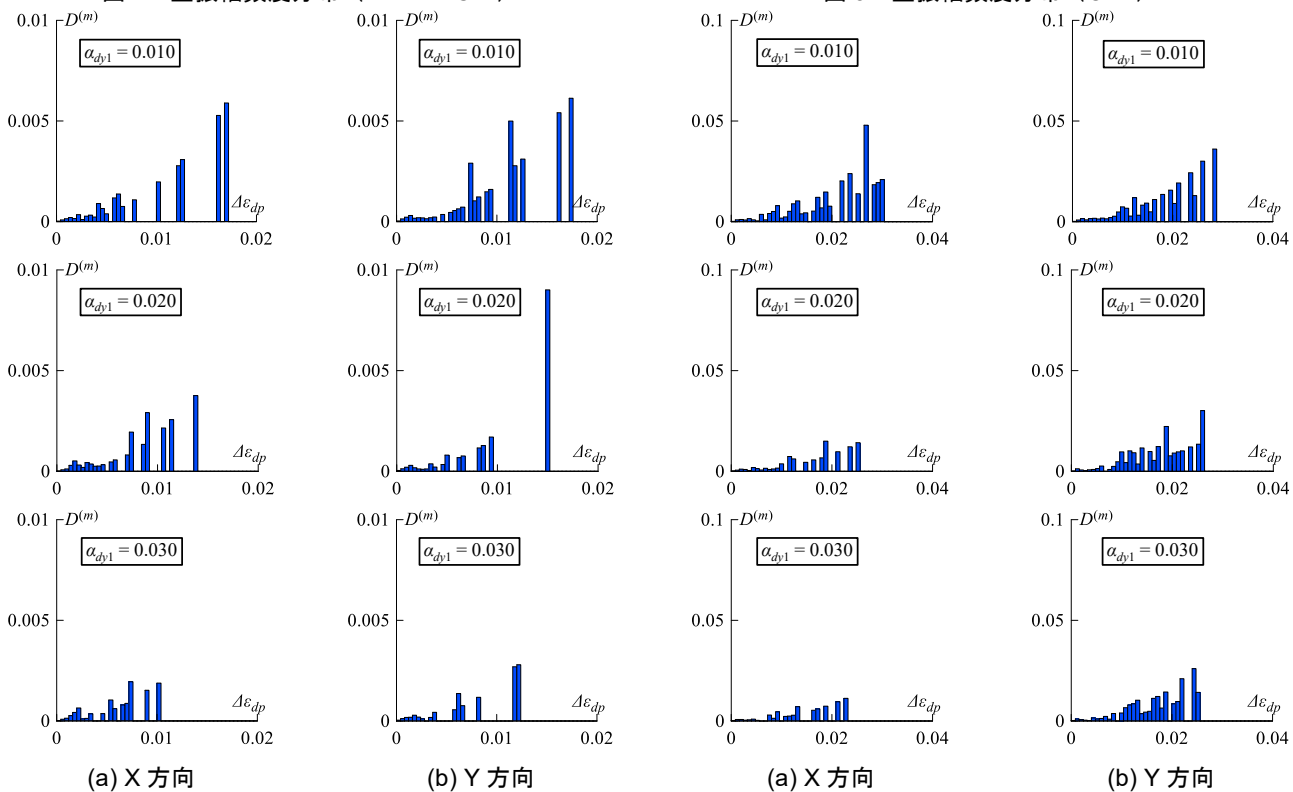 0.01 D(m) 0.01 D(m) 0.1 D(m) 0.1 D(m)
αdy1 = 0.010 αdy1 = 0.010 αdy1 = 0.010 αdy1 = 0.010
0.005 0.005 0.05 0.05
Δεdp Δεdp Δεdp Δεdp
0 0 0 0
0 0.01 0.02 0 0.01 0.02 0 0.02 0.04 0 0.02 0.04
0.01 D(m) 0.01 D(m) 0.1 D(m) 0.1 D(m)
αdy1 = 0.020 αdy1 = 0.020 αdy1 = 0.020 αdy1 = 0.020
0.005 0.005 0.05 0.05
Δεdp Δεdp Δεdp Δεdp
0 0 0 0
0 0.01 0.02 0 0.01 0.02 0 0.02 0.04 0 0.02 0.04
0.01 D(m) 0.01 D(m) 0.1 D(m) 0.1 D(m)
αdy1 = 0.030 αdy1 = 0.030 αdy1 = 0.030 αdy1 = 0.030
0.005 0.005 0.05 0.05
Δεdp Δεdp Δεdp Δεdp
0 0 0 0
0 0.01 0.02 0 0.01 0.02 0 0.02 0.04 0 0.02 0.04
(a) X 方向 (b) Y 方向 (a) X 方向 (b) Y 方向